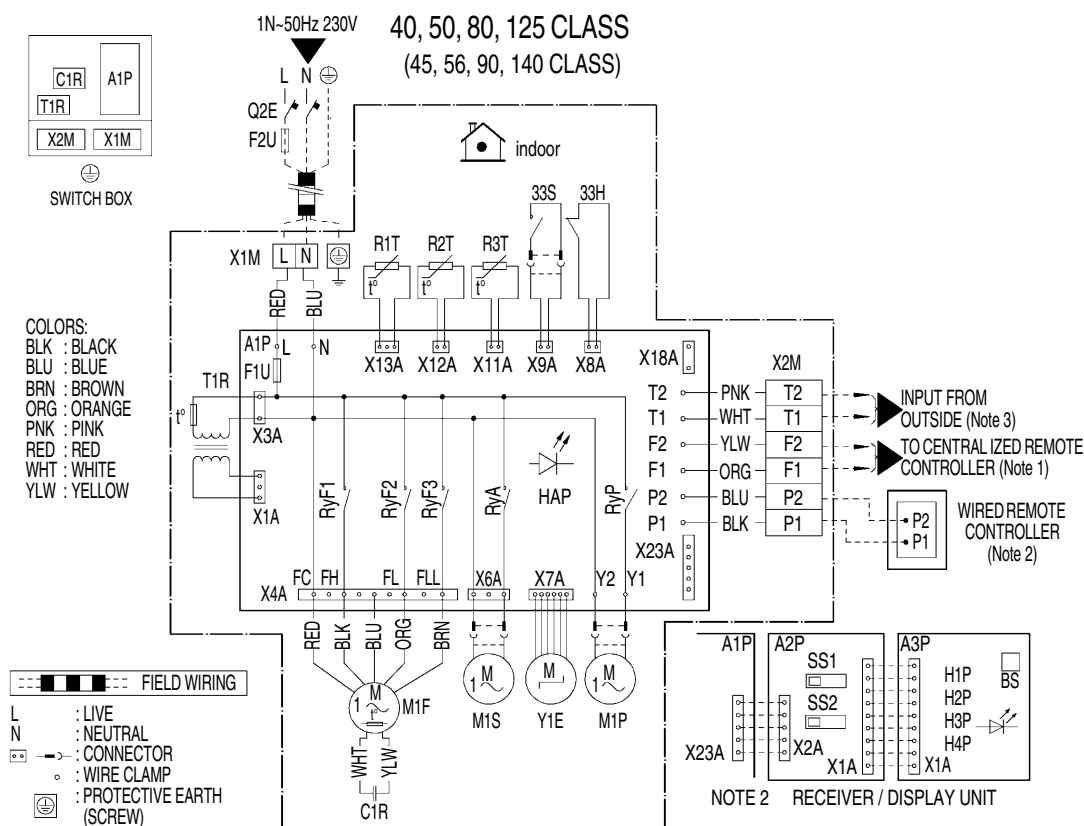 1N~50Hz 230V
40, 50, 80, 125 CLASS
(45, 56, 90, 140 CLASS)
C1R
A1P
T1R
X2M
X1M
SWITCH BOX
L N
Q2E
F2U
indoor
33S 33H
X1M L N
R1T R2T R3T
t° t° t°
RED BLU
COLORS:
BLK : BLACK
BLU : BLUE
BRN : BROWN
ORG : ORANGE
PNK : PINK
RED : RED
WHT : WHITE
YLW : YELLOW
A1P L N
F1U
X13A X12A X11A X9A X8A
X18A
X2M
T1R
t°
X3A
X1A
T2 PNK T2
T1 WHT T1
F2 YLW F2
F1 ORG F1
P2 BLU P2
P1 BLK P1
INPUT FROM
OUTSIDE (Note 3)
TO CENTRAL IZED REMOTE
CONTROLLER (Note 1)
P2
P1
WIRED REMOTE
CONTROLLER
(Note 2)
HAP
RyF1 RyF2 RyF3 RyA RyP
X23A
FC FH FL FLL X6A X7A Y2 Y1
X4A
RED BLK BLU ORG BRN
M
1
t°
M1F
M
1
M1S
M
Y1E
M
1
M1P
WHT YLW
C1R
FIELD WIRING
L : LIVE
N : NEUTRAL
: CONNECTOR
: WIRE CLAMP
: PROTECTIVE EARTH
(SCREW)
A1P A2P A3P
SS1
SS2
H1P
H2P
H3P
H4P
BS
X23A X2A
X1A X1A
NOTE 2 RECEIVER / DISPLAY UNIT